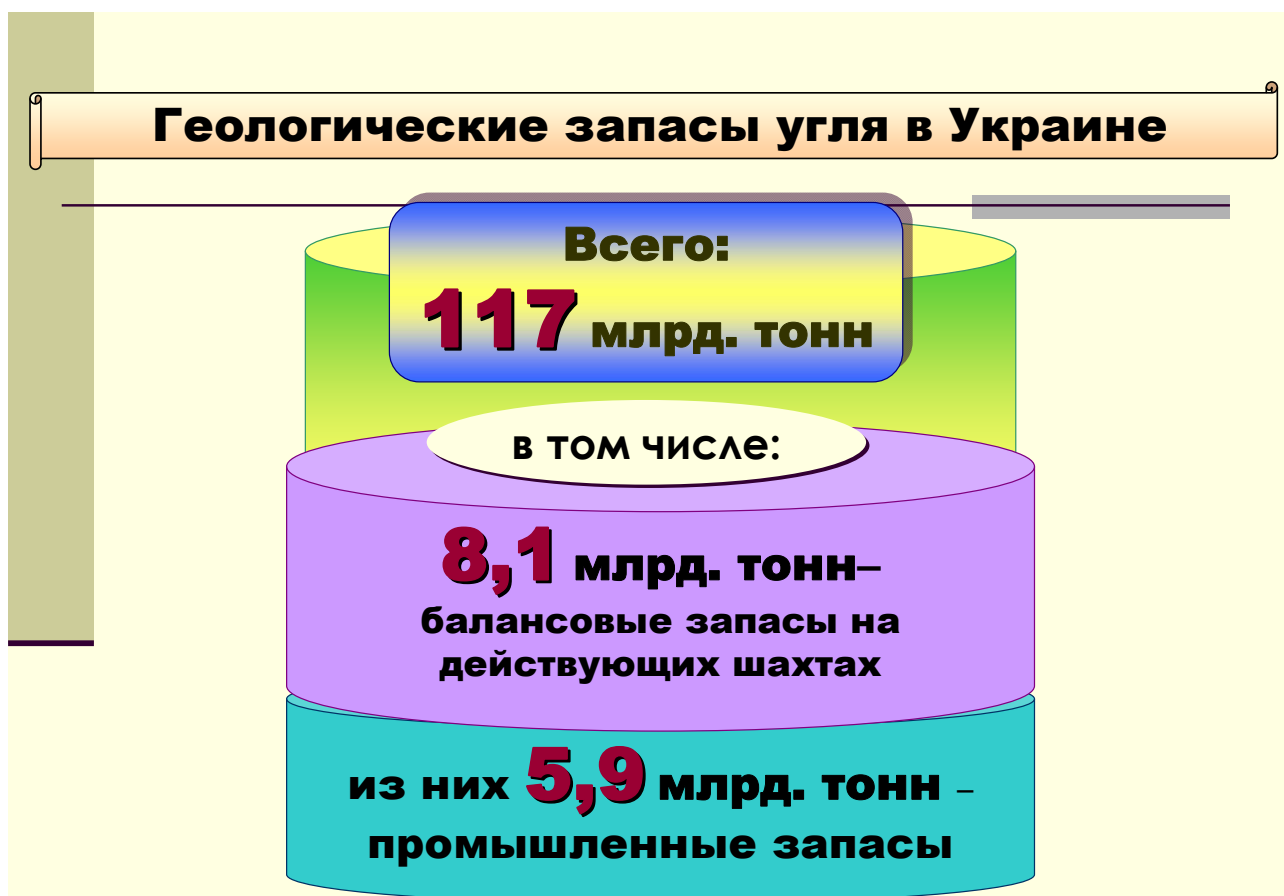 Геологические запасы угля в Украине
Всего:
117 млрд. тонн
в том числе:
8,1 млрд. тонн–
балансовые запасы на
действующих шахтах
из них 5,9 млрд. тонн –
промышленные запасы